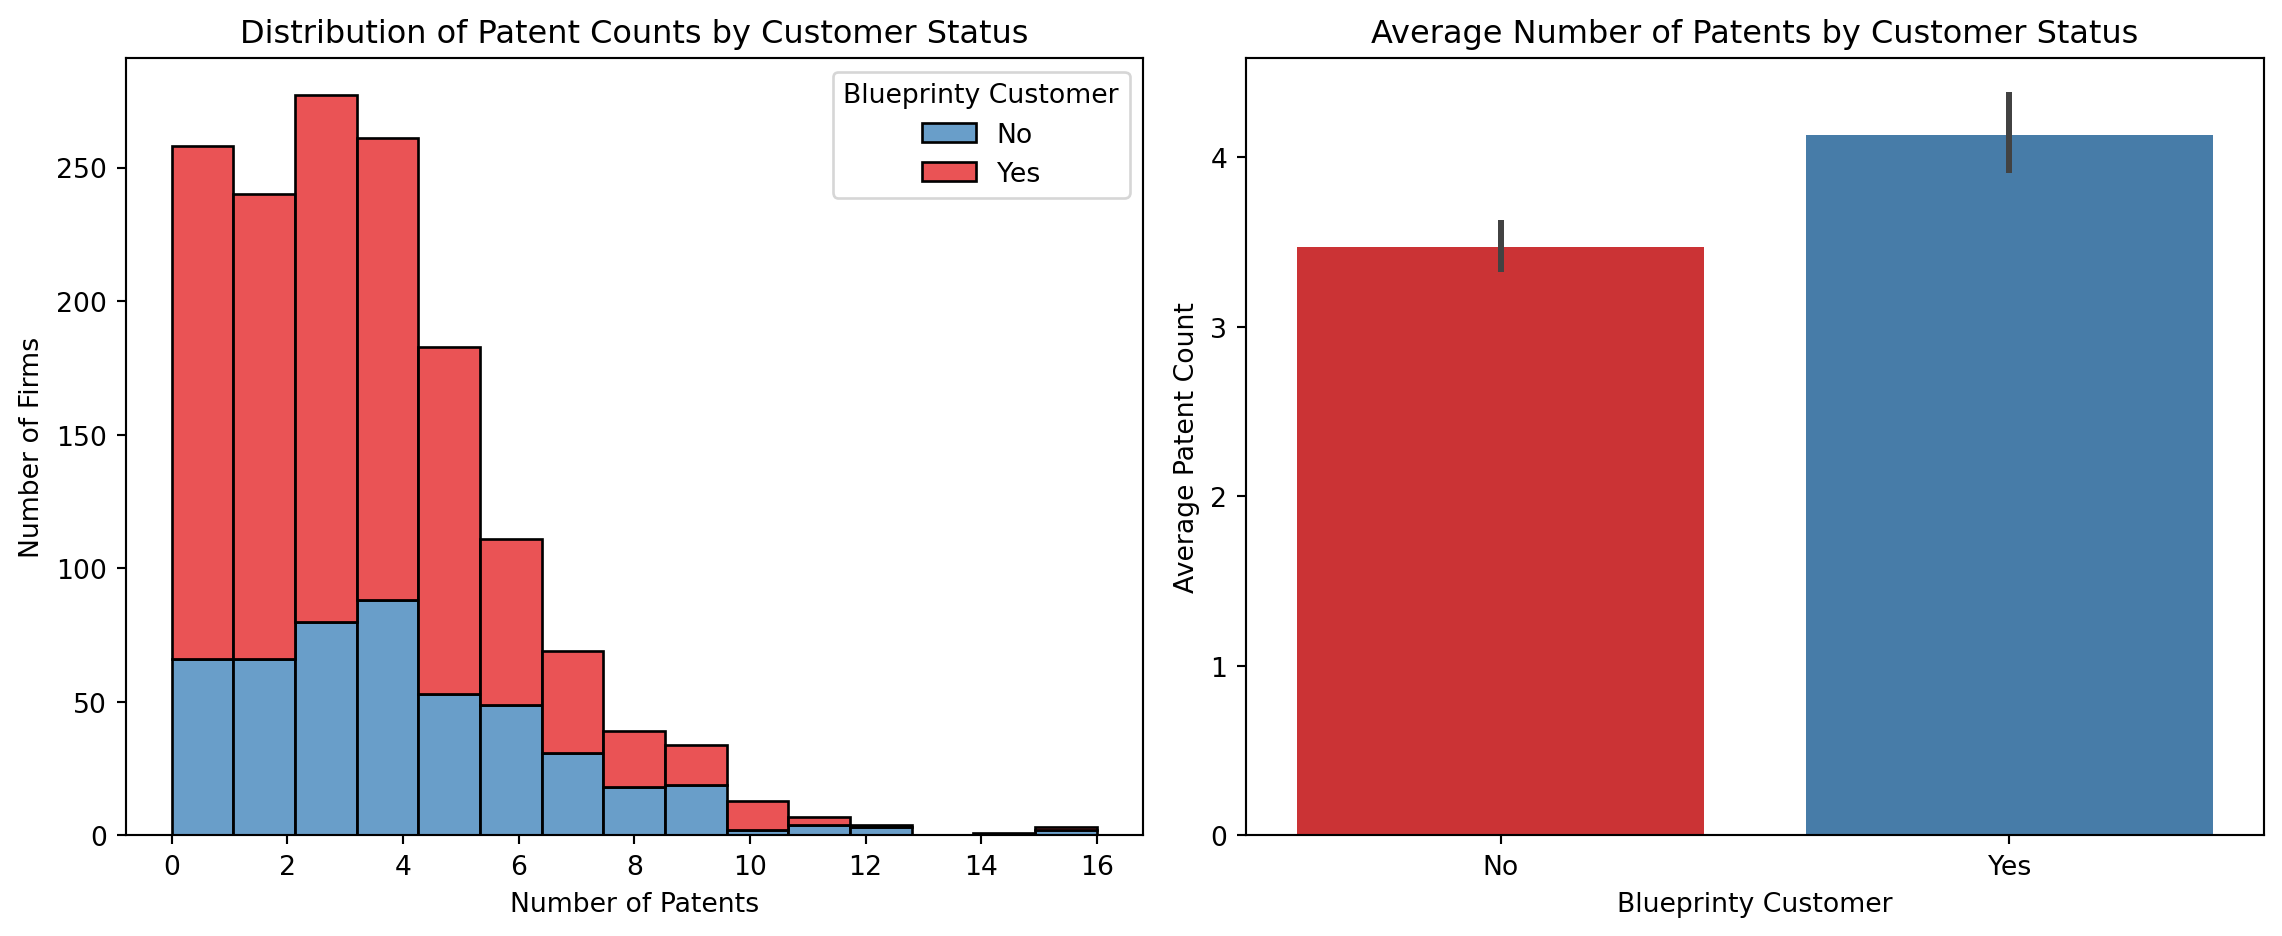 Distribution of Patent Counts by Customer Status
Number of Firms
250
200
150
100
50
0
Blueprinty Customer
No
Yes
0 2 4 6 8 10 12 14 16
Number of Patents
Average Number of Patents by Customer Status
Average Patent Count
4
3
2
1
0
No Yes
Blueprinty Customer